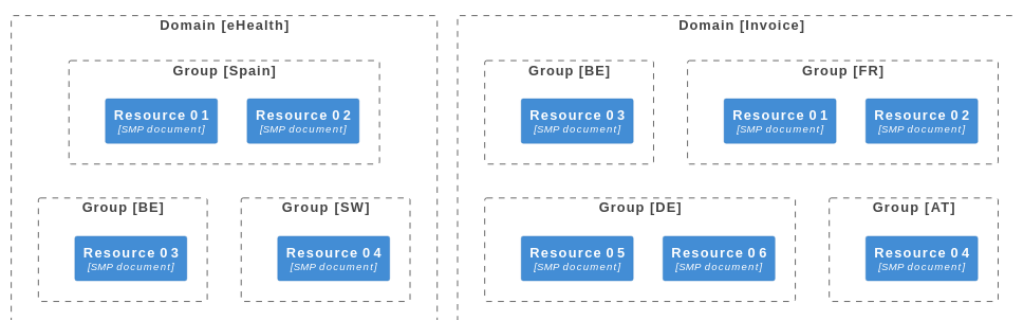 Domain [eHealth]
Group [Spain]
Resource 01
[SMP document]
Resource 02
[SMP document]
Group [BE]
Resource 03
[SMP document]
Group [SW]
Resource 04
[SMP document]
Domain [Invoice]
Group [BE]
Resource 03
[SMP document]
Group [FR]
Resource 01
[SMP document]
Resource 02
[SMP document]
Group [DE]
Resource 05
[SMP document]
Resource 06
[SMP document]
Group [AT]
Resource 04
[SMP document]